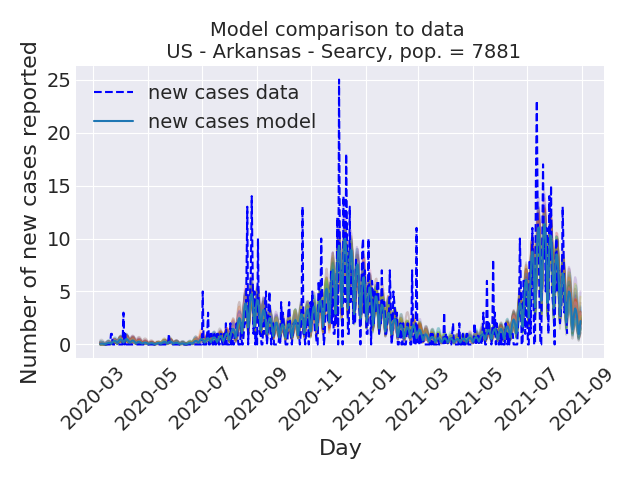 Model comparison to data
US - Arkansas - Searcy, pop. = 7881
Number of new cases reported
25
20
15
10
5
0
new cases data
new cases model
2020-03
2020-05
2020-07
2020-09
2020-11
2021-01
2021-03
2021-05
2021-07
2021-09
Day